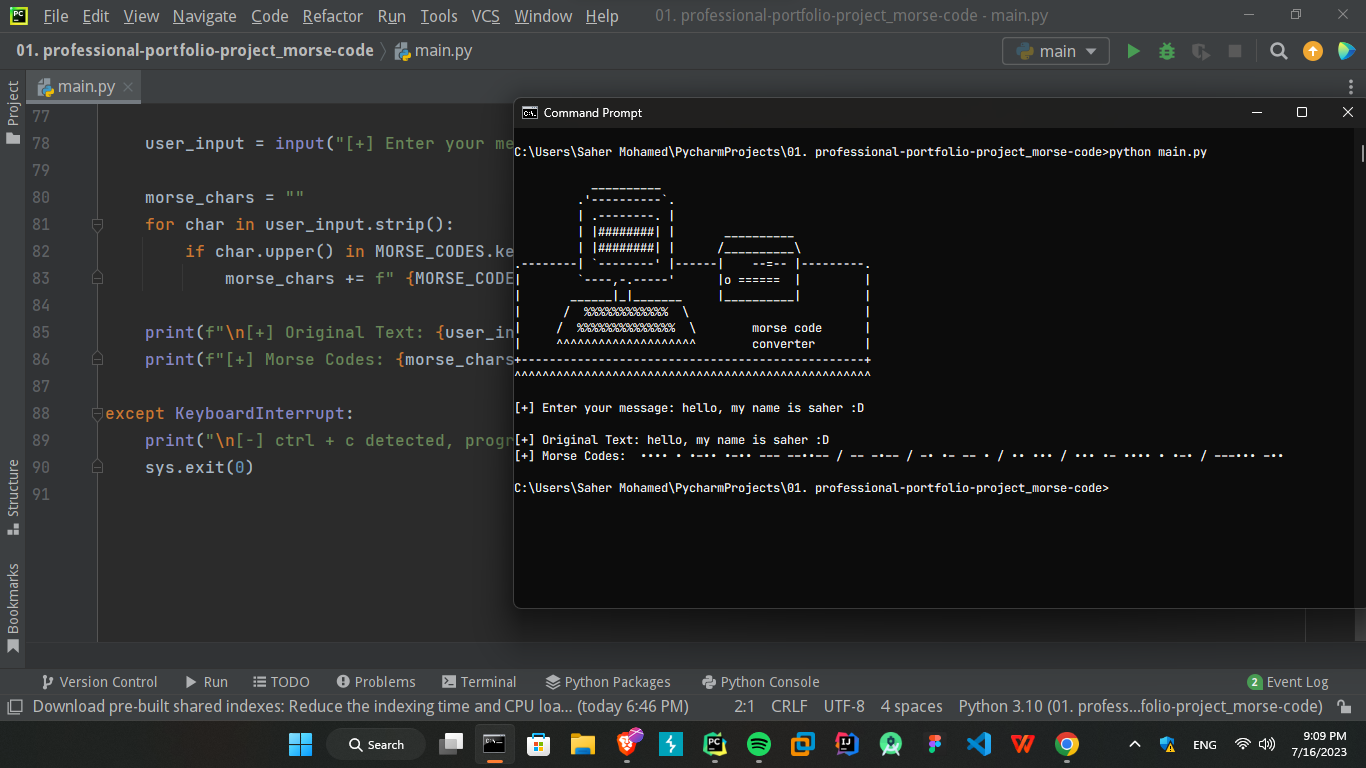 File Edit View Navigate Code Refactor Run Tools VCS Window Help 01. professional-portfolio-project_morse-code - main.py
01. professional-portfolio-project_morse-code 〉 main.py main
Project
main.py
77
78 user_input = input("[+] Enter your me
79
80 morse_chars = ""
81 for char in user_input.strip():
82 if char.upper() in MORSE_CODES.ke
83 morse_chars += f" {MORSE_CODE
84
85 print(f"\n[+] Original Text: {user_in
86 print(f"[+] Morse Codes: {morse_chars
87
88 except KeyboardInterrupt:
89 print("\n[-] ctrl + c detected, progr
90 sys.exit(0)
91
Structure
Bookmarks
Command Prompt
C:\Users\Saher Mohamed\PycharmProjects\01. professional-portfolio-project_morse-code>python main.py
           __________
         .'----------`.
         | .--------. |
         | |########| |       __________
         | |########| |      /__________\
.--------| `--------' |------|    --=-- |---------.
|        `----,-.-----'      |o ======  |         |
|       ______|_|_______     |__________|         |
|      /  %%%%%%%%%%%%  \                         |
|     /  %%%%%%%%%%%%%%  \        morse code      |
|     ^^^^^^^^^^^^^^^^^^^^        converter       |
+-------------------------------------------------+
^^^^^^^^^^^^^^^^^^^^^^^^^^^^^^^^^^^^^^^^^^^^^^^^^^^
[+] Enter your message: hello, my name is saher :D
[+] Original Text: hello, my name is saher :D
[+] Morse Codes:  •••• • •-•• •-•• --- --••-- / -- -•-- / -• •- -- • / •• ••• / ••• •- •••• • •-• / ---••• -••
C:\Users\Saher Mohamed\PycharmProjects\01. professional-portfolio-project_morse-code>
Version Control Run TODO Problems Terminal Python Packages Python Console 2 Event Log
Download pre-built shared indexes: Reduce the indexing time and CPU loa... (today 6:46 PM) 2:1 CRLF UTF-8 4 spaces Python 3.10 (01. profess...folio-project_morse-code)
Search ENG 9:09 PM
7/16/2023